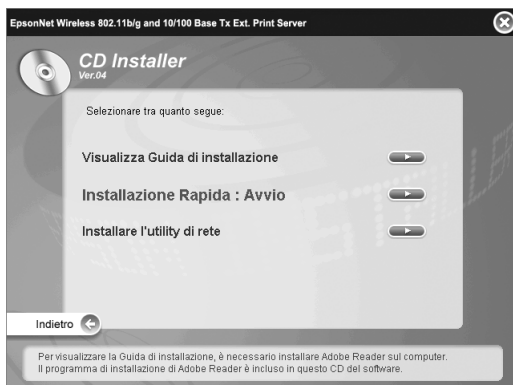 EpsonNet Wireless 802.11b/g and 10/100 Base Tx Ext. Print Server
CD Installer
Ver.04
Selezionare tra quanto segue:
Visualizza Guida di installazione
Installazione Rapida : Avvio
Installare l'utility di rete
Indietro
Per visualizzare la Guida di installazione, è necessario installare Adobe Reader sul computer.
Il programma di installazione di Adobe Reader è incluso in questo CD del software.